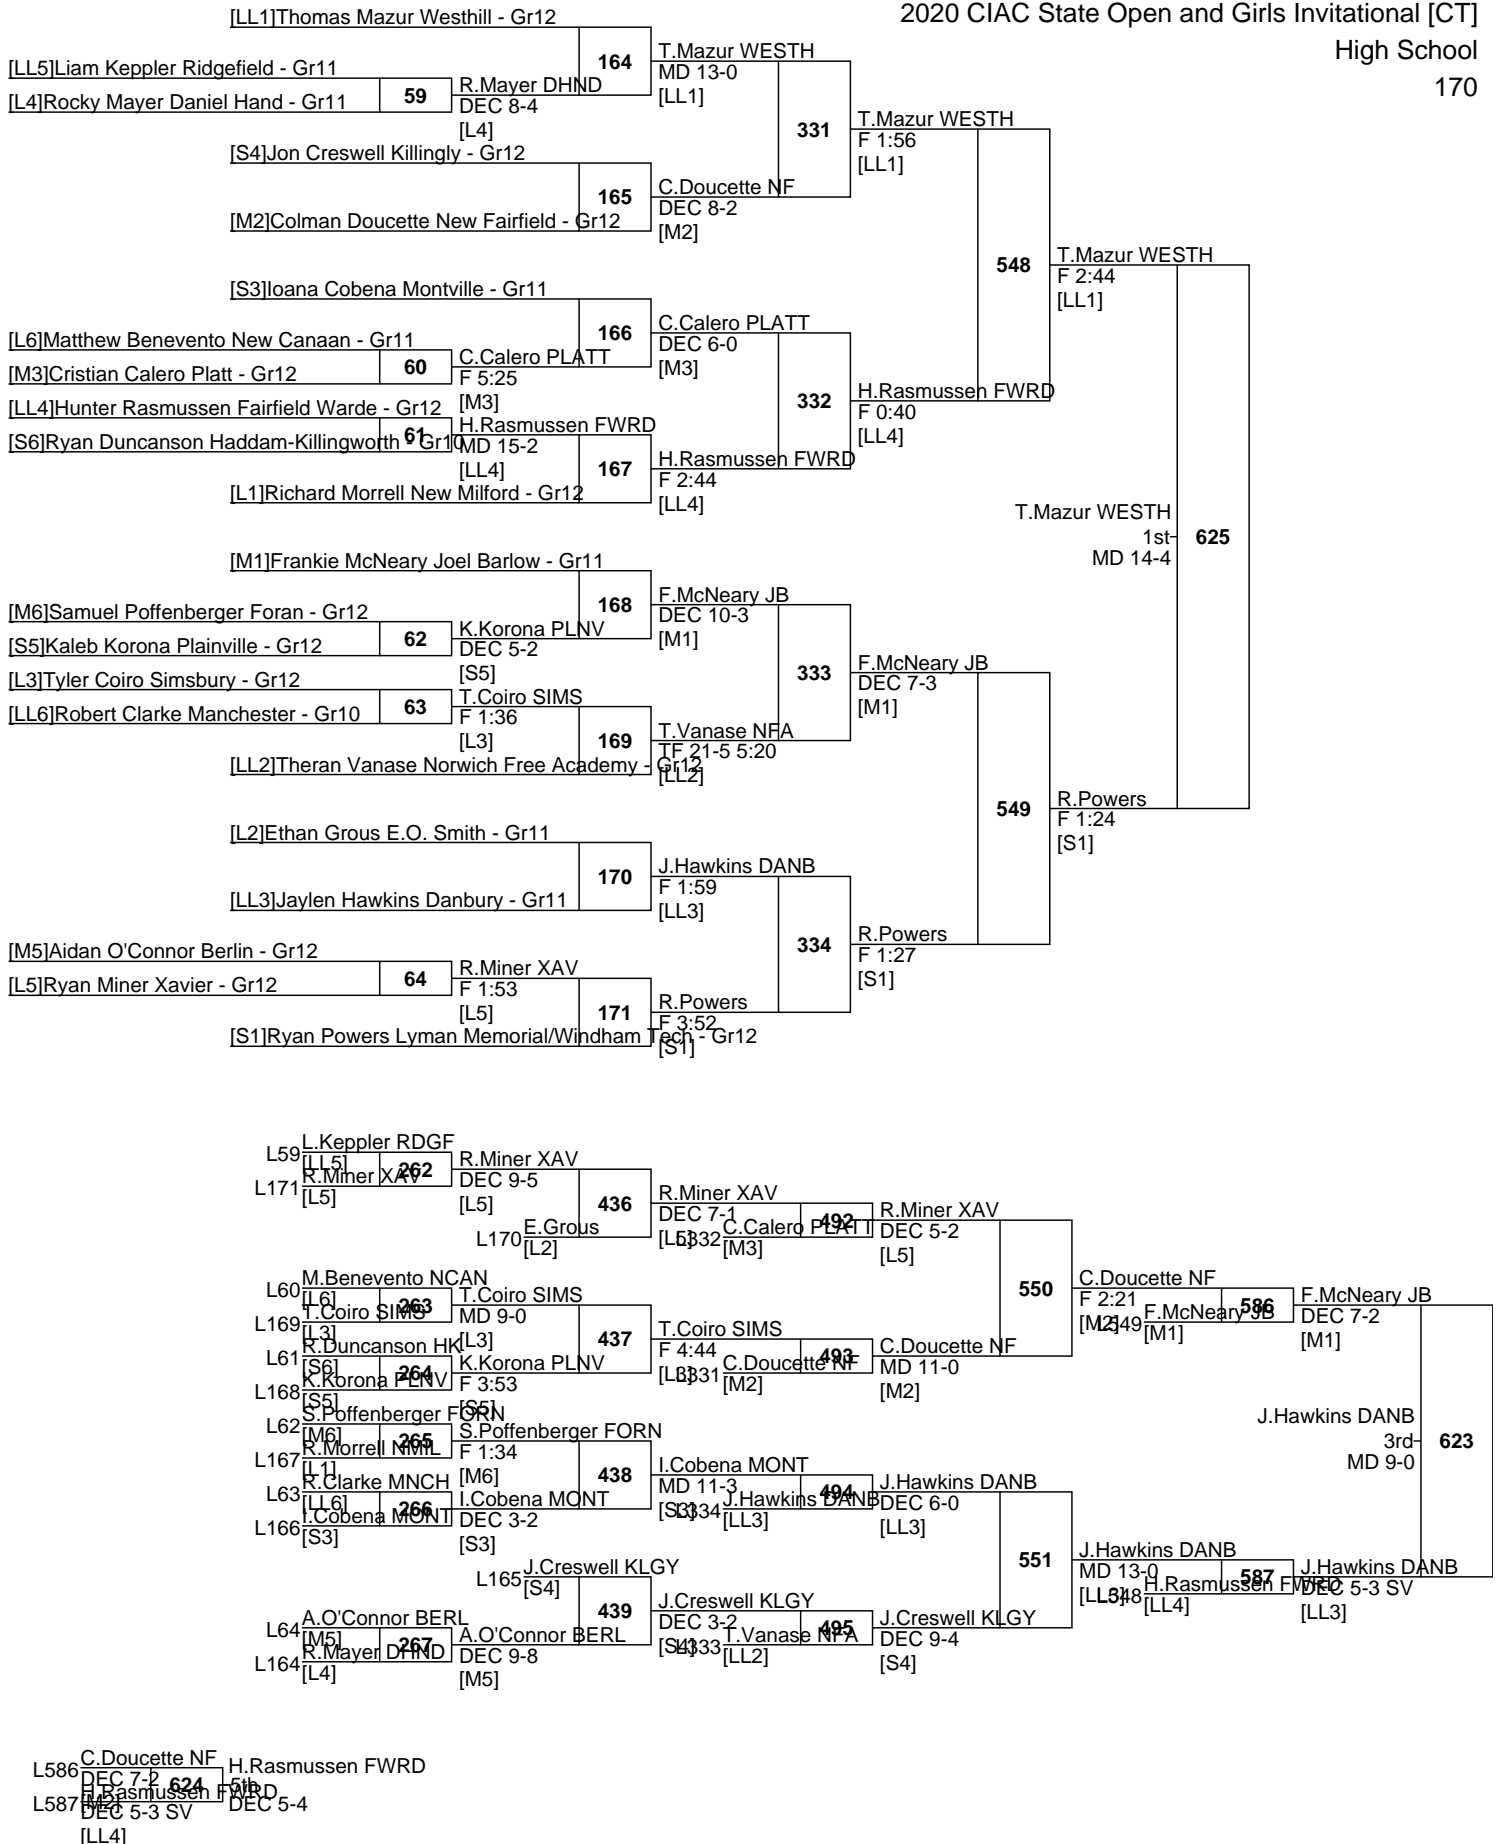 2020 CIAC State Open and Girls Invitational [CT]
High School
170
[LL1]Thomas Mazur Westhill - Gr12
164
T.Mazur WESTH
MD 13-0
[LL1]
[LL5]Liam Keppler Ridgefield - Gr11
59
R.Mayer DHND
DEC 8-4
[L4]
[L4]Rocky Mayer Daniel Hand - Gr11
331
T.Mazur WESTH
F 1:56
[LL1]
[S4]Jon Creswell Killingly - Gr12
165
C.Doucette NF
DEC 8-2
[M2]
[M2]Colman Doucette New Fairfield - Gr12
548
T.Mazur WESTH
F 2:44
[LL1]
[S3]Ioana Cobena Montville - Gr11
166
C.Calero PLATT
DEC 6-0
[M3]
[L6]Matthew Benevento New Canaan - Gr11
60
C.Calero PLATT
F 5:25
[M3]
[M3]Cristian Calero Platt - Gr12
332
H.Rasmussen FWRD
F 0:40
[LL4]
[LL4]Hunter Rasmussen Fairfield Warde - Gr12
61
H.Rasmussen FWRD
MD 15-2
[LL4]
[S6]Ryan Duncanson Haddam-Killingworth - Gr10
167
H.Rasmussen FWRD
F 2:44
[LL4]
[L1]Richard Morrell New Milford - Gr12
T.Mazur WESTH
1st
MD 14-4
625
[M1]Frankie McNeary Joel Barlow - Gr11
168
F.McNeary JB
DEC 10-3
[M1]
[M6]Samuel Poffenberger Foran - Gr12
62
K.Korona PLNV
DEC 5-2
[S5]
[S5]Kaleb Korona Plainville - Gr12
333
F.McNeary JB
DEC 7-3
[M1]
[L3]Tyler Coiro Simsbury - Gr12
63
T.Coiro SIMS
F 1:36
[L3]
[LL6]Robert Clarke Manchester - Gr10
169
T.Vanase NFA
TF 21-5 5:20
[LL2]
[LL2]Theran Vanase Norwich Free Academy - Gr12
549
R.Powers
F 1:24
[S1]
[L2]Ethan Grous E.O. Smith - Gr11
170
J.Hawkins DANB
F 1:59
[LL3]
[LL3]Jaylen Hawkins Danbury - Gr11
334
R.Powers
F 1:27
[S1]
[M5]Aidan O'Connor Berlin - Gr12
64
R.Miner XAV
F 1:53
[L5]
[L5]Ryan Miner Xavier - Gr12
171
R.Powers
F 3:52
[S1]
[S1]Ryan Powers Lyman Memorial/Windham Tech - Gr12
L59
L.Keppler RDGF
[LL5]
262
R.Miner XAV
DEC 9-5
[L5]
L171
R.Miner XAV
[L5]
436
R.Miner XAV
DEC 7-1
[L5]
L170
E.Grous
[L2]
L332
C.Calero PLATT
[M3]
492
R.Miner XAV
DEC 5-2
[L5]
L60
M.Benevento NCAN
[L6]
263
T.Coiro SIMS
MD 9-0
[L3]
L169
T.Coiro SIMS
[L3]
550
C.Doucette NF
F 2:21
[M2]
L549
F.McNeary JB
[M1]
586
F.McNeary JB
DEC 7-2
[M1]
437
T.Coiro SIMS
F 4:44
[L3]
L61
R.Duncanson HK
[S6]
264
K.Korona PLNV
F 3:53
[S5]
L168
K.Korona PLNV
[S5]
L331
C.Doucette NF
[M2]
493
C.Doucette NF
MD 11-0
[M2]
L62
S.Poffenberger FORN
[M6]
265
S.Poffenberger FORN
F 1:34
[M6]
L167
R.Morrell NMIL
[L1]
J.Hawkins DANB
3rd
MD 9-0
623
438
I.Cobena MONT
MD 11-3
[S3]
L63
R.Clarke MNCH
[LL6]
266
I.Cobena MONT
DEC 3-2
[S3]
L166
I.Cobena MONT
[S3]
L334
J.Hawkins DANB
[LL3]
494
J.Hawkins DANB
DEC 6-0
[LL3]
551
J.Hawkins DANB
MD 13-0
[LL3]
L548
H.Rasmussen FWRD
[LL4]
587
J.Hawkins DANB
DEC 5-3 SV
[LL3]
L165
J.Creswell KLGY
[S4]
439
J.Creswell KLGY
DEC 3-2
[S4]
L64
A.O'Connor BERL
[M5]
267
A.O'Connor BERL
DEC 9-8
[M5]
L164
R.Mayer DHND
[L4]
L333
T.Vanase NFA
[LL2]
495
J.Creswell KLGY
DEC 9-4
[S4]
L586
C.Doucette NF
DEC 7-2
[M2]
624
H.Rasmussen FWRD
5th
DEC 5-4
L587
H.Rasmussen FWRD
DEC 5-3 SV
[LL4]